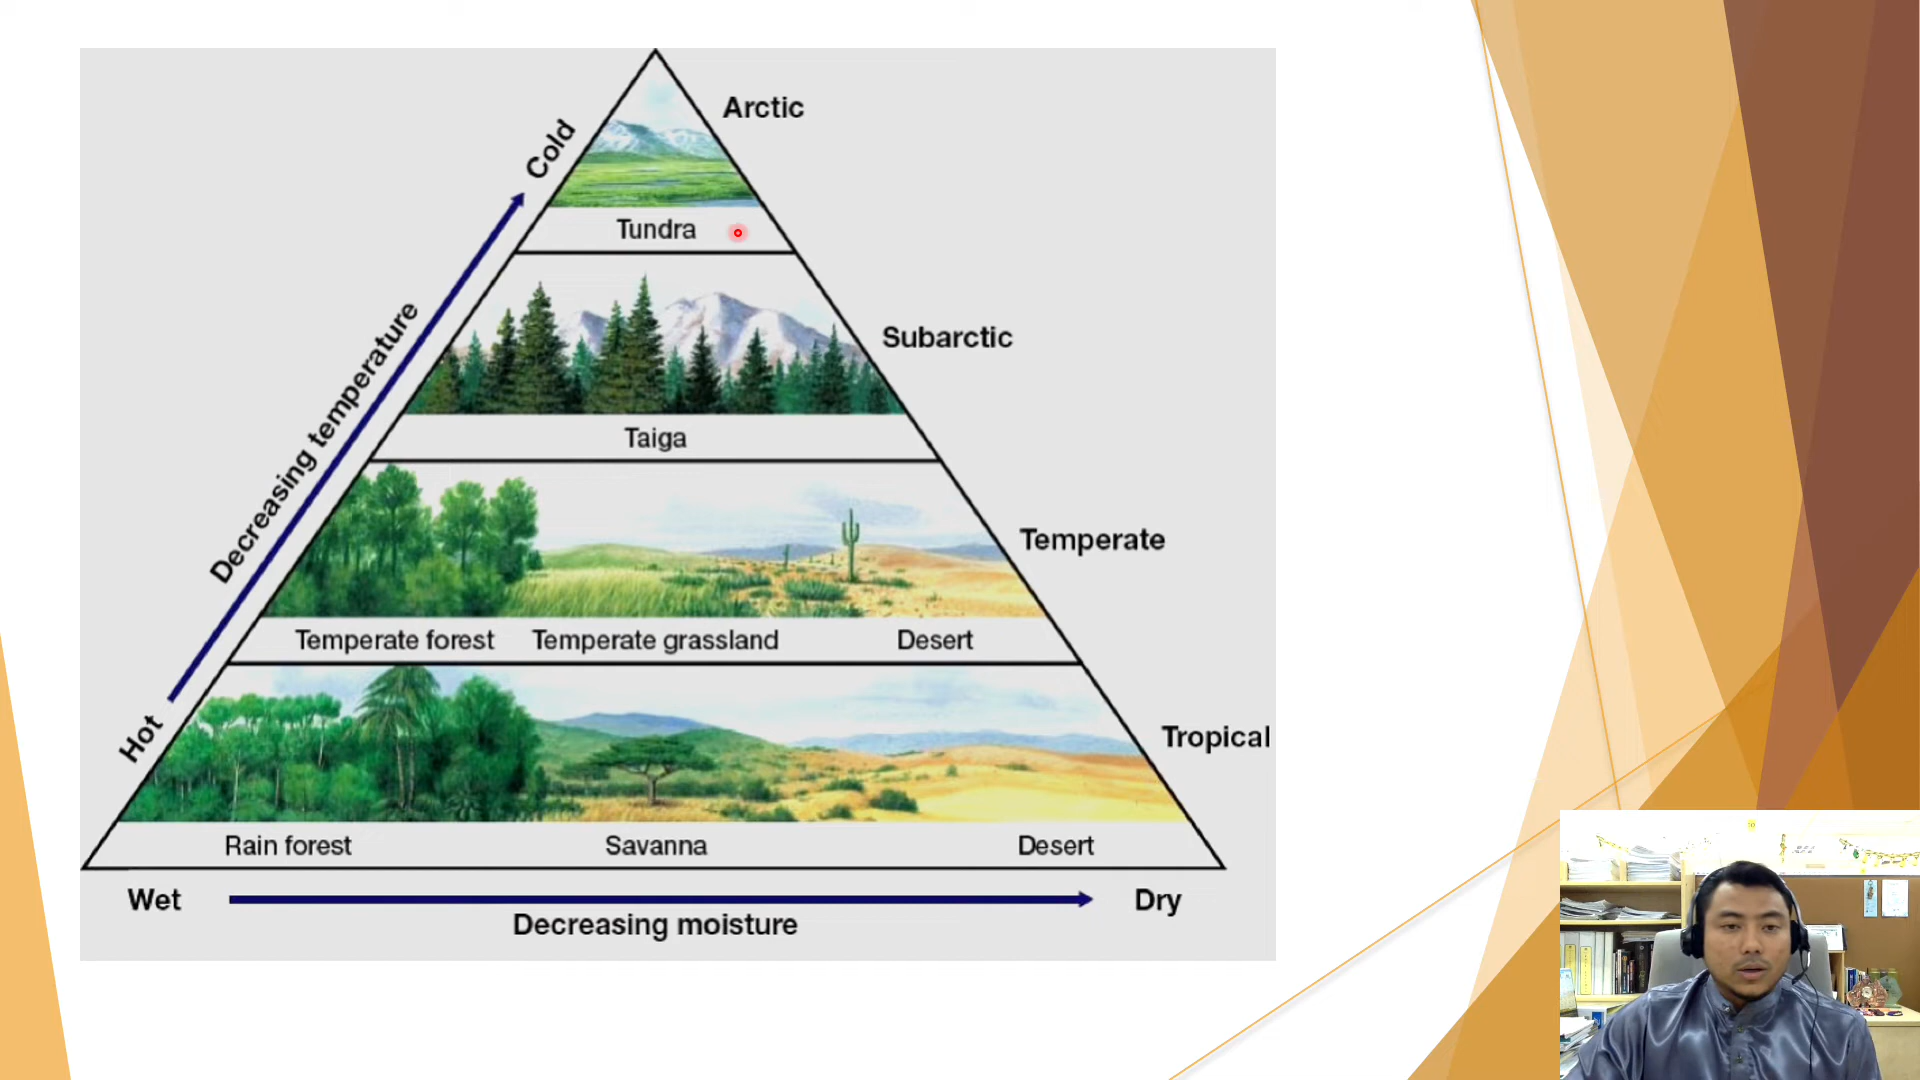 Arctic
Cold
Tundra
Decreasing temperature
Subarctic
Taiga
Temperate
Temperate forest Temperate grassland Desert
Hot
Tropical
Rain forest Savanna Desert
Wet Dry
Decreasing moisture